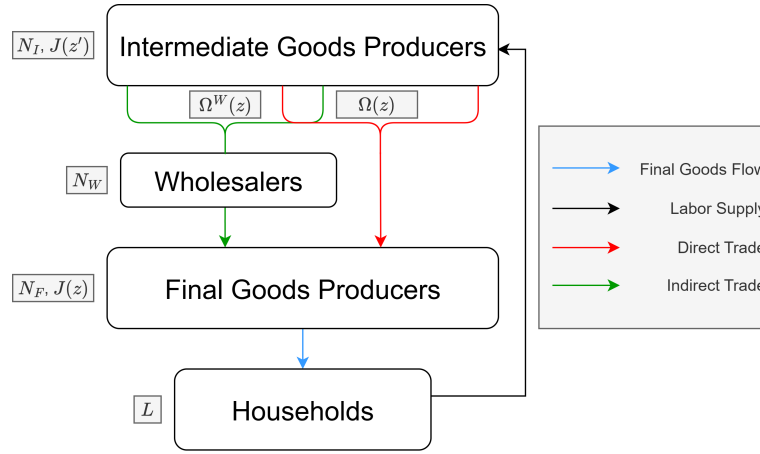 N_I, J(z′)
Intermediate Goods Producers
Ω^W(z)
Ω(z)
N_W
Wholesalers
N_F, J(z)
Final Goods Producers
L
Households
Final Goods Flow
Labor Supply
Direct Trade
Indirect Trade